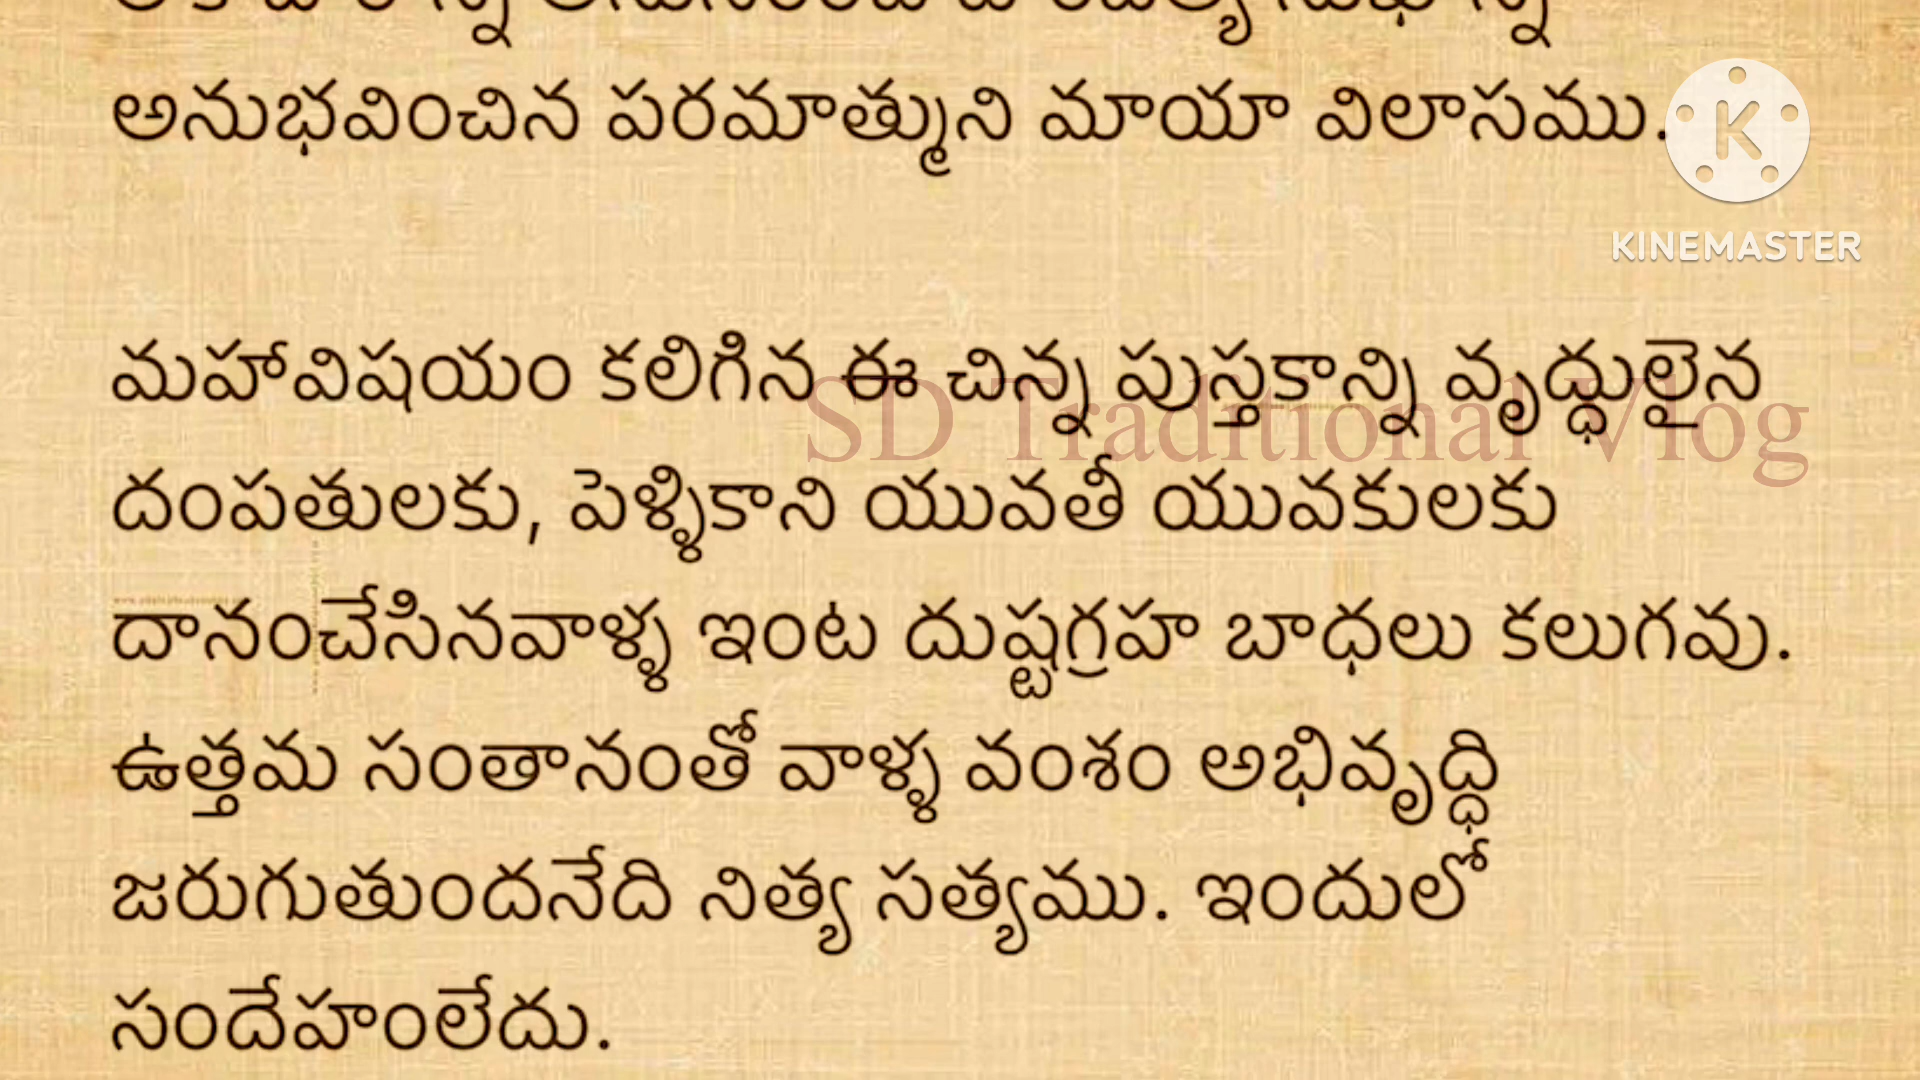 అనుభవించిన పరమాత్ముని మాయా విలాసము.
K
KINEMASTER
మహావిషయం కలిగిన ఈ చిన్న పుస్తకాన్ని వృద్ధులైన
SD Traditional Vlog
దంపతులకు, పెళ్ళికాని యువతీ యువకులకు
దానంచేసినవాళ్ళ ఇంట దుష్టగ్రహ బాధలు కలుగవు.
ఉత్తమ సంతానంతో వాళ్ళ వంశం అభివృద్ధి
జరుగుతుందనేది నిత్య సత్యము. ఇందులో
సందేహంలేదు.